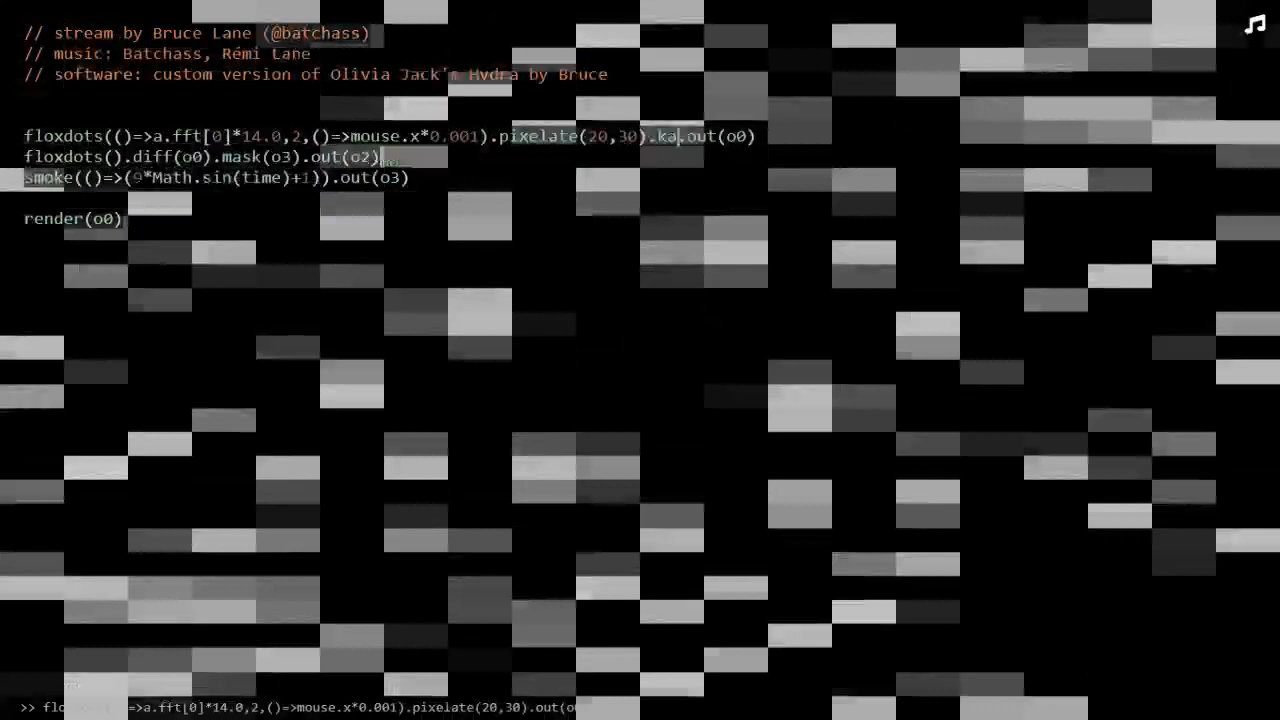 // stream by Bruce Lane (@batchass)
// music: Batchass, Rémi Lane
// software: custom version of Olivia Jack's Hydra by Bruce
floxdots(()=>a.fft[0]*14.0,2,()=>mouse.x*0.001).pixelate(20,30).ka.out(o0)
floxdots().diff(o0).mask(o3).out(o2)
smoke(()=>(9*Math.sin(time)+1)).out(o3)
render(o0)
>> flo =>a.fft[0]*14.0,2,()=>mouse.x*0.001).pixelate(20,30).out(o